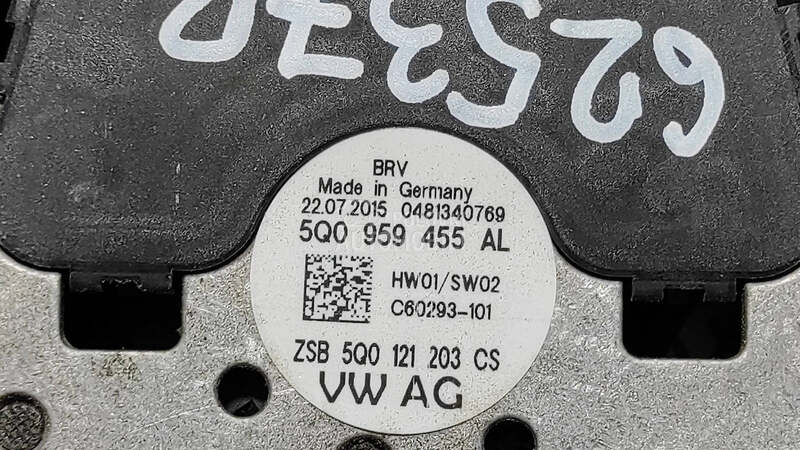 62537D
BRV
Made in Germany
22.07.2015 0481340769
5Q0 959 455 AL
HW01/SW02
C60293-101
ZSB 5Q0 121 203 CS
VW AG